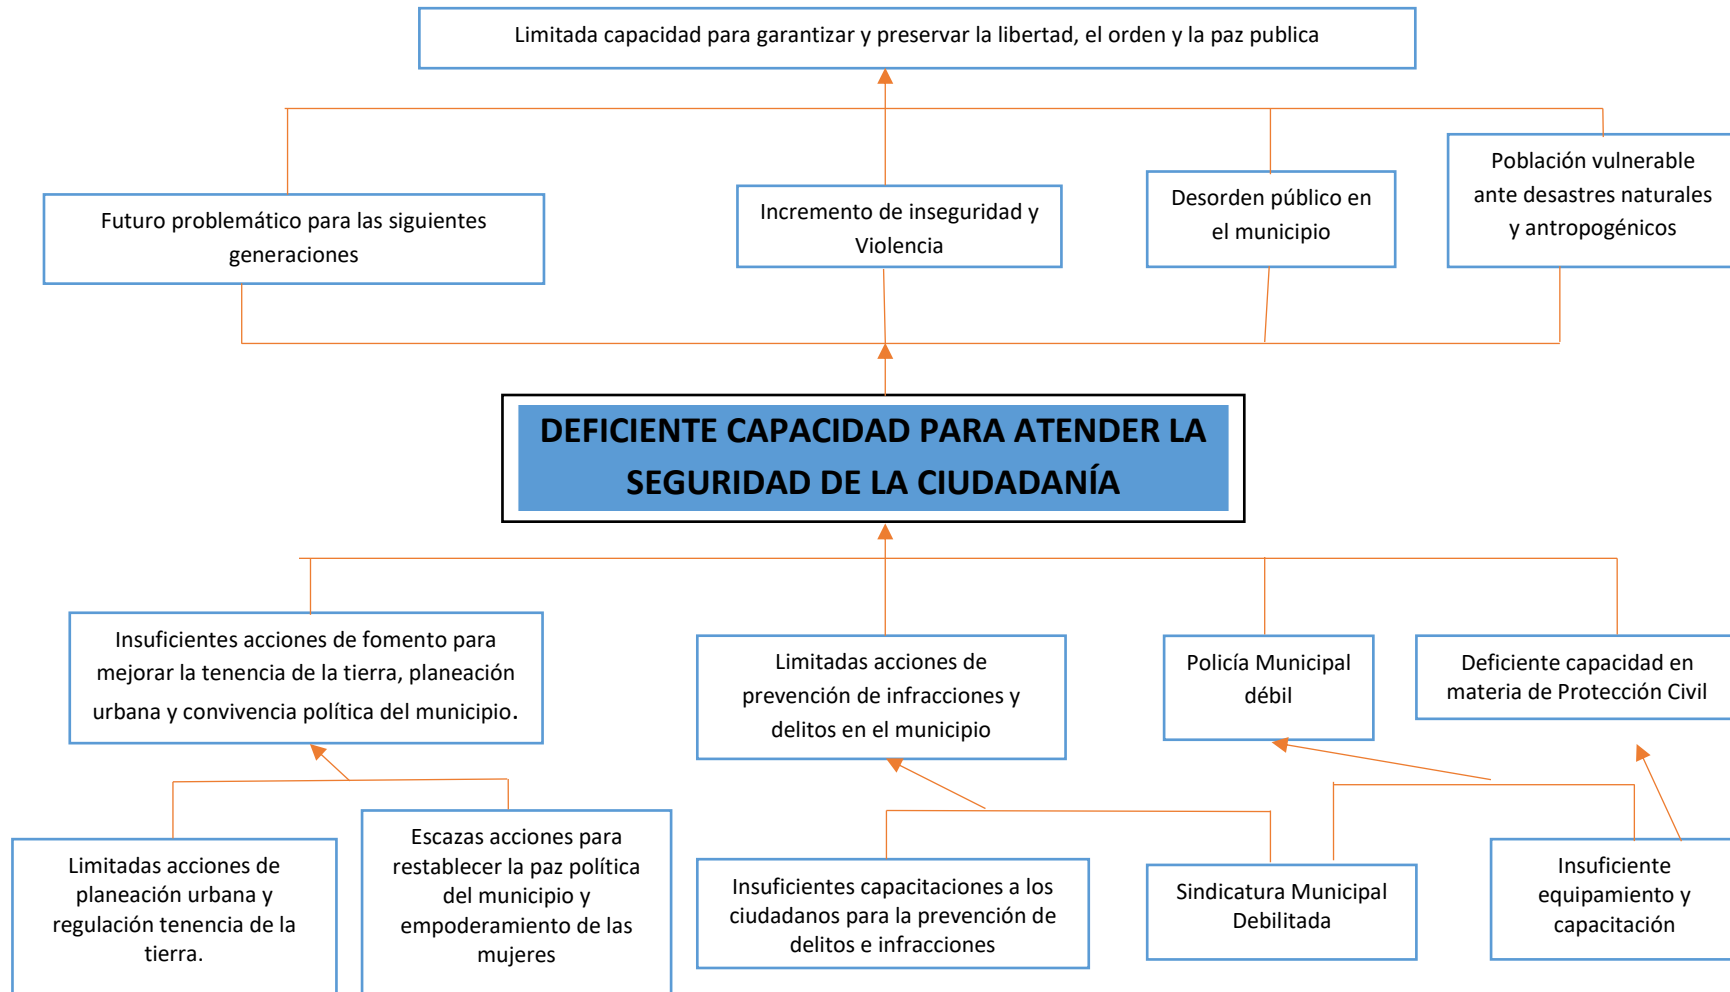 Limitada capacidad para garantizar y preservar la libertad, el orden y la paz publica
Futuro problemático para las siguientes
generaciones
Incremento de inseguridad y
Violencia
Desorden público en
el municipio
Población vulnerable
ante desastres naturales
y antropogénicos
DEFICIENTE CAPACIDAD PARA ATENDER LA
SEGURIDAD DE LA CIUDADANÍA
Insuficientes acciones de fomento para
mejorar la tenencia de la tierra, planeación
urbana y convivencia política del municipio.
Limitadas acciones de
prevención de infracciones y
delitos en el municipio
Policía Municipal
débil
Deficiente capacidad en
materia de Protección Civil
Limitadas acciones de
planeación urbana y
regulación tenencia de la
tierra.
Escazas acciones para
restablecer la paz política
del municipio y
empoderamiento de las
mujeres
Insuficientes capacitaciones a los
ciudadanos para la prevención de
delitos e infracciones
Sindicatura Municipal
Debilitada
Insuficiente
equipamiento y
capacitación